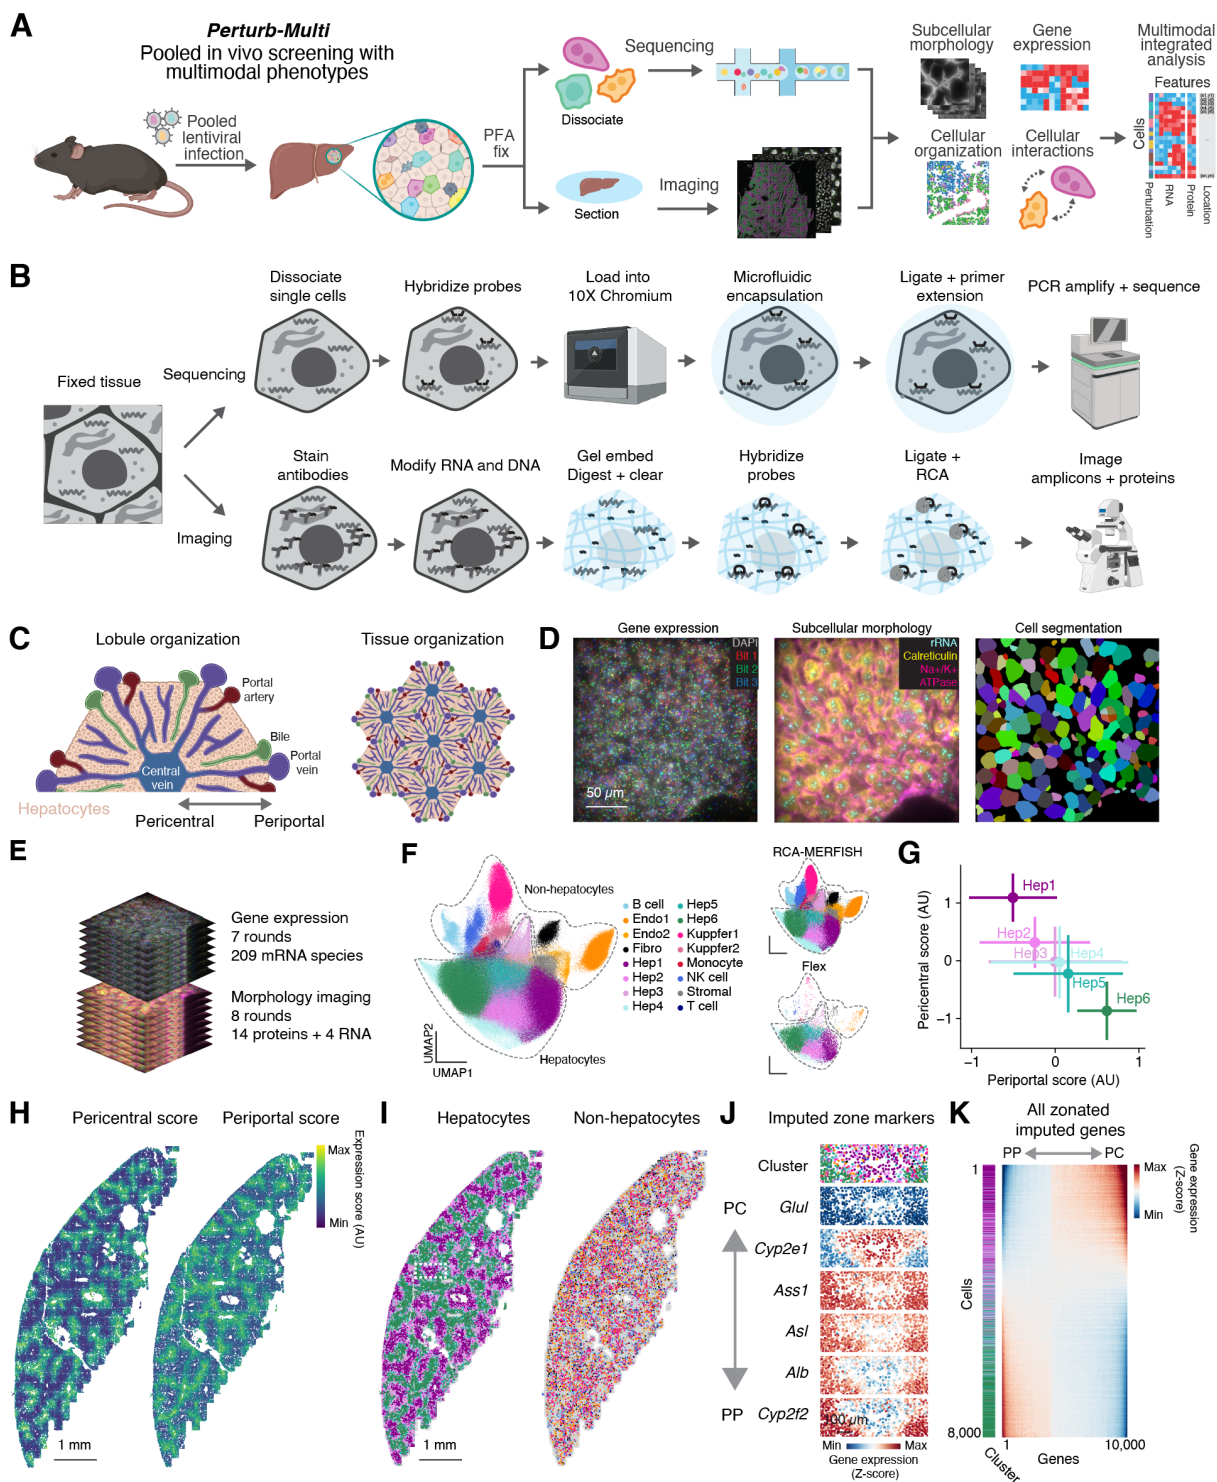 A
Perturb-Multi
Pooled in vivo screening with
multimodal phenotypes
Pooled
lentiviral
infection
PFA
fix
Dissociate
Sequencing
Section
Imaging
Subcellular
morphology
Gene
expression
Cellular
organization
Cellular
interactions
Multimodal
integrated
analysis
Features
Cells
Perturbation
RNA
Protein
Location
B
Fixed tissue
Sequencing
Imaging
Dissociate
single cells
Hybridize probes
Load into
10X Chromium
Microfluidic
encapsulation
Ligate + primer
extension
PCR amplify + sequence
Stain
antibodies
Modify RNA and DNA
Gel embed
Digest + clear
Hybridize
probes
Ligate +
RCA
Image
amplicons + proteins
C
Lobule organization
Portal
artery
Bile
Portal
vein
Central
vein
Hepatocytes
Pericentral
Periportal
Tissue organization
D
Gene expression
DAPI
Bit 1
Bit 2
Bit 3
50 µm
Subcellular morphology
rRNA
Calreticulin
Na+/K+
ATPase
Cell segmentation
E
Gene expression
7 rounds
209 mRNA species
Morphology imaging
8 rounds
14 proteins + 4 RNA
F
Non-hepatocytes
Hepatocytes
UMAP2
UMAP1
B cell
Endo1
Endo2
Fibro
Hep1
Hep2
Hep3
Hep4
Hep5
Hep6
Kuppfer1
Kuppfer2
Monocyte
NK cell
Stromal
T cell
RCA-MERFISH
Flex
G
Pericentral score (AU)
1
0
−1
Hep1
Hep2
Hep3
Hep4
Hep5
Hep6
−1
0
1
Periportal score (AU)
H
Pericentral score
Periportal score
Max
Min
Expression score (AU)
1 mm
I
Hepatocytes
Non-hepatocytes
1 mm
J
Imputed zone markers
PC
PP
Cluster
Glul
Cyp2e1
Ass1
Asl
Alb
Cyp2f2
100 µm
Min
Max
Gene expression
(Z-score)
K
All zonated
imputed genes
PP
PC
1
Cells
8,000
Cluster
1
Genes
10,000
Max
Min
Gene expression
(Z-score)